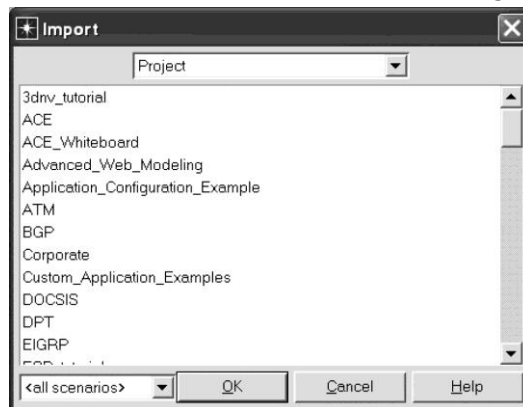 Import
Project
3dnv_tutorial
ACE
ACE_Whiteboard
Advanced_Web_Modeling
Application_Configuration_Example
ATM
BGP
Corporate
Custom_Application_Examples
DOCSIS
DPT
EIGRP
<all scenarios>
OK
Cancel
Help